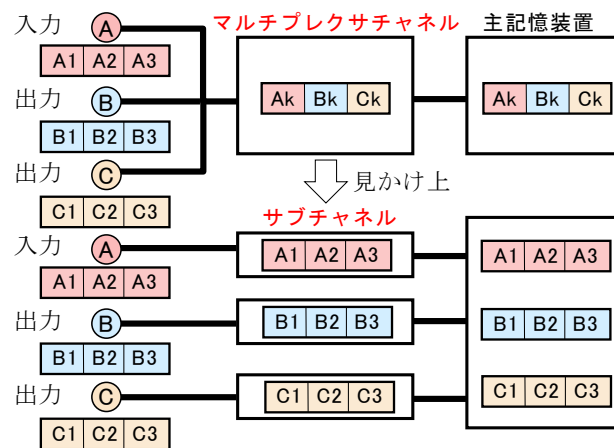 入力 A マルチプレクサチャネル 主記憶装置
A1 A2 A3
出力 B Ak Bk Ck Ak Bk Ck
B1 B2 B3
出力 C
C1 C2 C3
見かけ上
サブチャネル
入力 A
A1 A2 A3 A1 A2 A3
A1 A2 A3
出力 B B1 B2 B3 B1 B2 B3
B1 B2 B3
出力 C C1 C2 C3 C1 C2 C3
C1 C2 C3